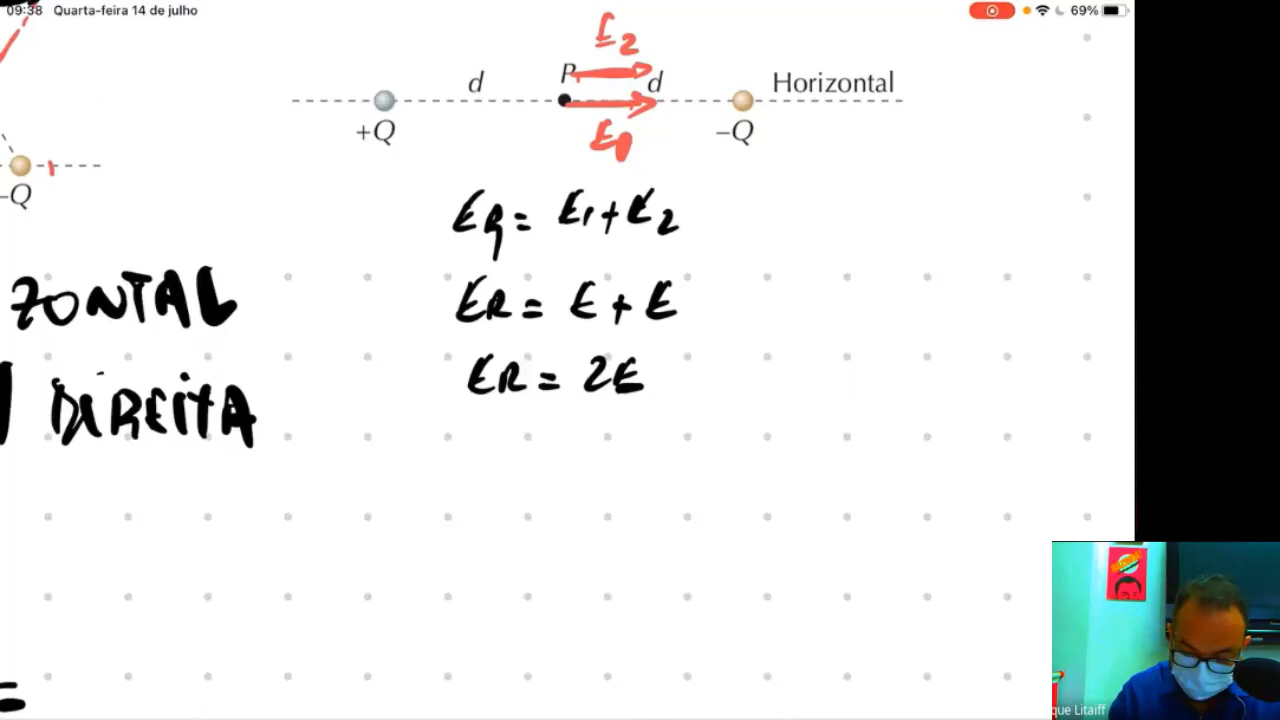 09:38 Quarta-feira 14 de julho
69%
E2
d P d Horizontal
+Q E1 -Q
-Q
ER = E1 + E2
ER = E + E
ER = 2E
ZONTAL
DIREITA
=
que Litaiff